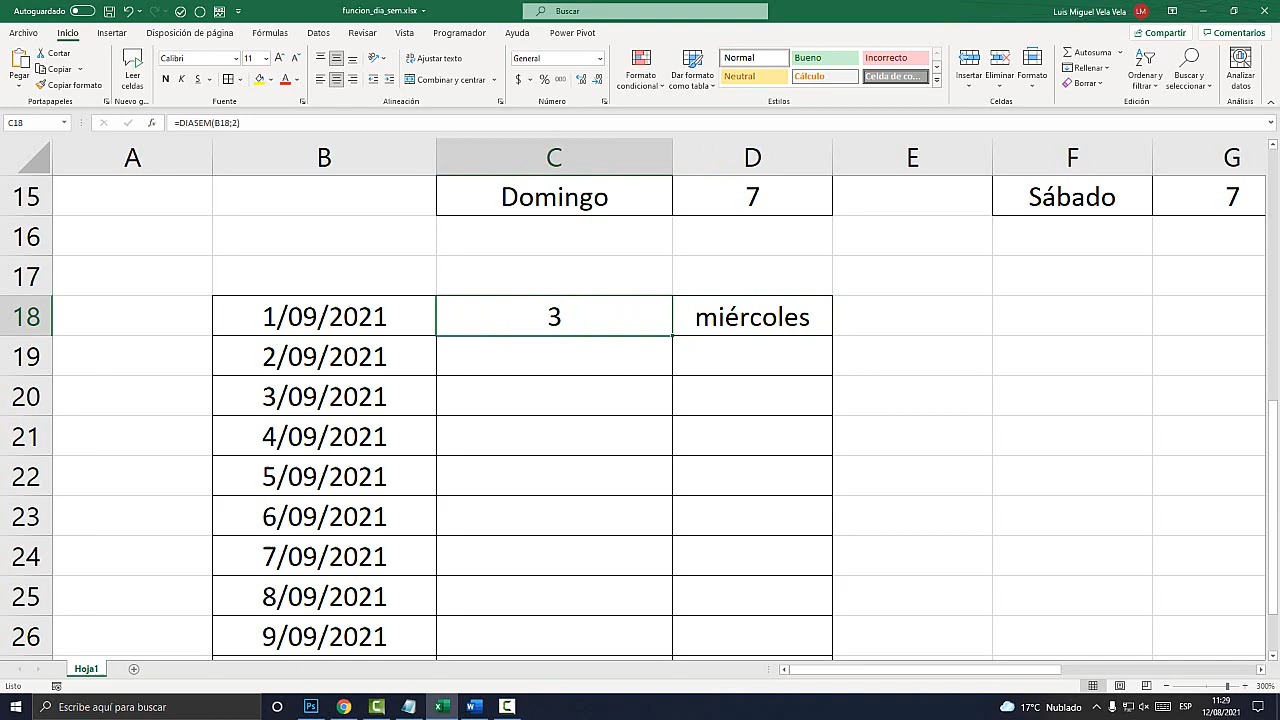 Autoguardado
funcion_dia_sem.xlsx
Buscar
Luis Miguel Vela Vela
LM
Archivo Inicio Insertar Disposición de página Fórmulas Datos Revisar Vista Programador Ayuda Power Pivot
Compartir Comentarios
Pegar
Cortar
Copiar
Copiar formato
Portapapeles
Leer celdas
Nuevo g...
Calibri 11
N K S
Fuente
Ajustar texto
Combinar y centrar
Alineación
General
$ % 000
Número
Formato condicional
Dar formato como tabla
Normal Bueno Incorrecto
Neutral Cálculo Celda de co...
Estilos
Insertar Eliminar Formato
Celdas
Autosuma
Rellenar
Borrar
Ordenar y filtrar
Buscar y seleccionar
Edición
Analizar datos
Análisis
C18 fx =DIASEM(B18;2)
A B C D E F G
15 Domingo 7 Sábado 7
16
17
18 1/09/2021 3 miércoles
19 2/09/2021
20 3/09/2021
21 4/09/2021
22 5/09/2021
23 6/09/2021
24 7/09/2021
25 8/09/2021
26 9/09/2021
Hoja1
Listo
300%
Escribe aquí para buscar
17°C Nublado
ESP
11:29
12/08/2021